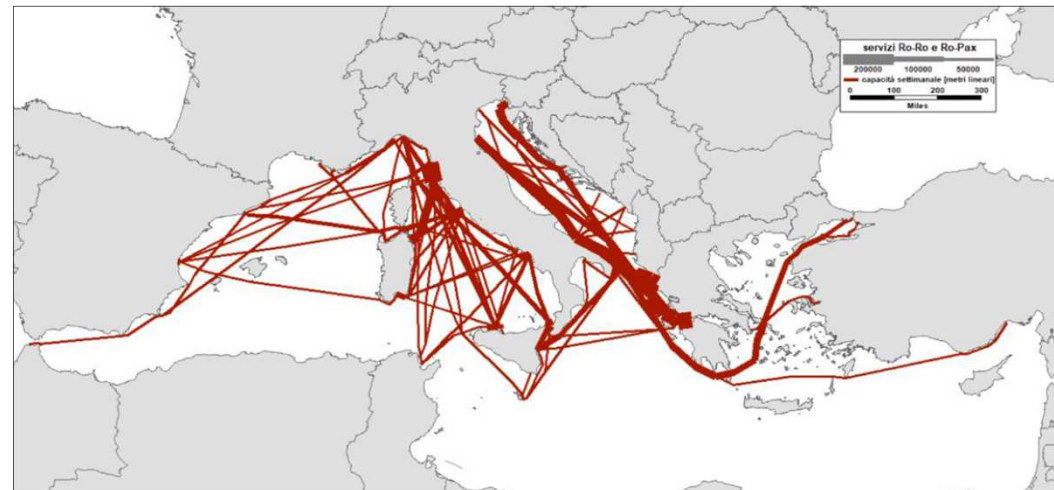 servizi Ro-Ro e Ro-Pax
200000 100000 50000
capacità settimanale [metri lineari]
0 100 200 300
Miles